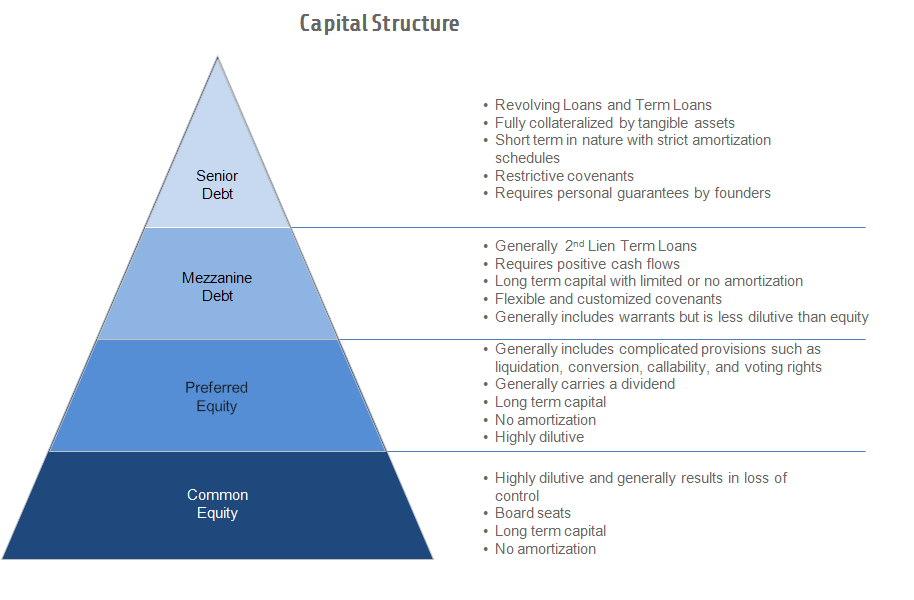 Capital Structure
Senior
Debt
• Revolving Loans and Term Loans
• Fully collateralized by tangible assets
• Short term in nature with strict amortization
schedules
• Restrictive covenants
• Requires personal guarantees by founders
Mezzanine
Debt
• Generally 2nd Lien Term Loans
• Requires positive cash flows
• Long term capital with limited or no amortization
• Flexible and customized covenants
• Generally includes warrants but is less dilutive than equity
Preferred
Equity
• Generally includes complicated provisions such as
liquidation, conversion, callability, and voting rights
• Generally carries a dividend
• Long term capital
• No amortization
• Highly dilutive
Common
Equity
• Highly dilutive and generally results in loss of
control
• Board seats
• Long term capital
• No amortization